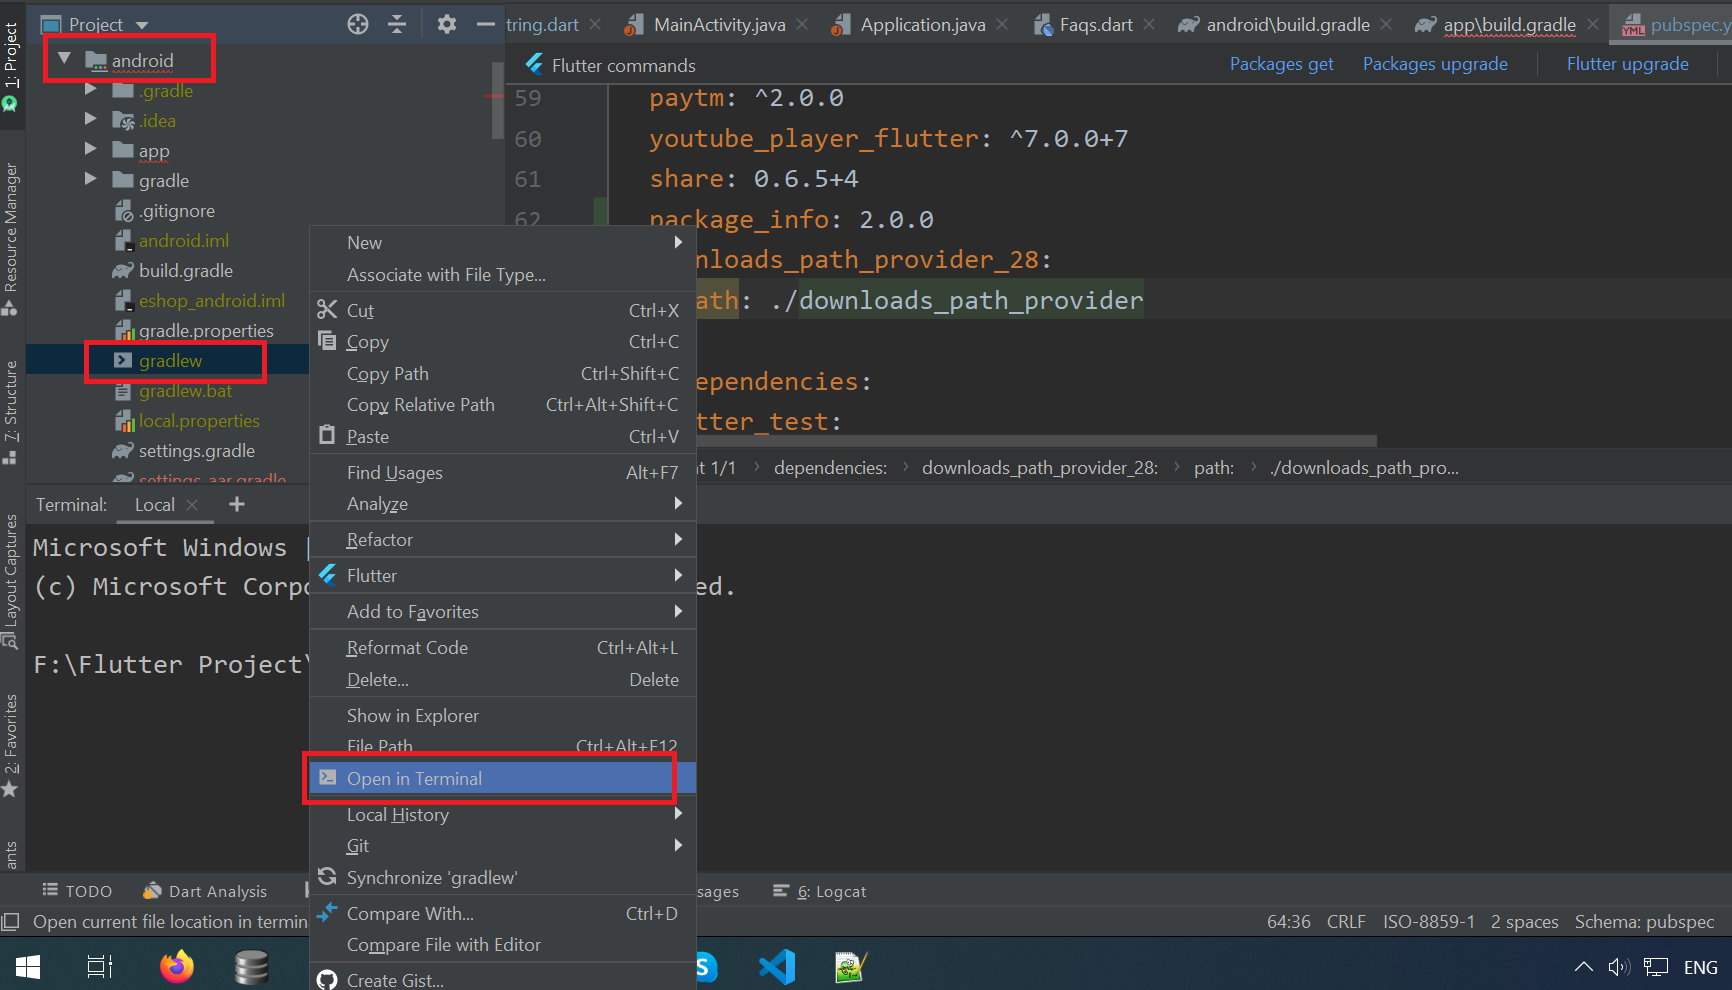 Project
tring.dart
MainActivity.java
Application.java
Faqs.dart
android\build.gradle
app\build.gradle
pubspec.y
Flutter commands
Packages get
Packages upgrade
Flutter upgrade
1: Project
Resource Manager
7: Structure
Layout Captures
2: Favorites
ants
android
.gradle
.idea
app
gradle
.gitignore
android.iml
build.gradle
eshop_android.iml
gradle.properties
gradlew
gradlew.bat
local.properties
settings.gradle
settings_aar.gradle
59 paytm: ^2.0.0
60 youtube_player_flutter: ^7.0.0+7
61 share: 0.6.5+4
62 package_info: 2.0.0
nloads_path_provider_28:
ath: ./downloads_path_provider
ependencies:
tter_test:
nt 1/1 › dependencies: › downloads_path_provider_28: › path: › ./downloads_path_pro...
New
Associate with File Type...
Cut Ctrl+X
Copy Ctrl+C
Copy Path Ctrl+Shift+C
Copy Relative Path Ctrl+Alt+Shift+C
Paste Ctrl+V
Find Usages Alt+F7
Analyze
Refactor
Flutter
Add to Favorites
Reformat Code Ctrl+Alt+L
Delete... Delete
Show in Explorer
File Path Ctrl+Alt+F12
Open in Terminal
Local History
Git
Synchronize 'gradlew'
Compare With... Ctrl+D
Compare File with Editor
Create Gist...
Terminal: Local +
Microsoft Windows [
(c) Microsoft Corpo ed.
F:\Flutter Project\
TODO
Dart Analysis
sages
6: Logcat
Open current file location in termin
64:36 CRLF ISO-8859-1 2 spaces Schema: pubspec
ENG